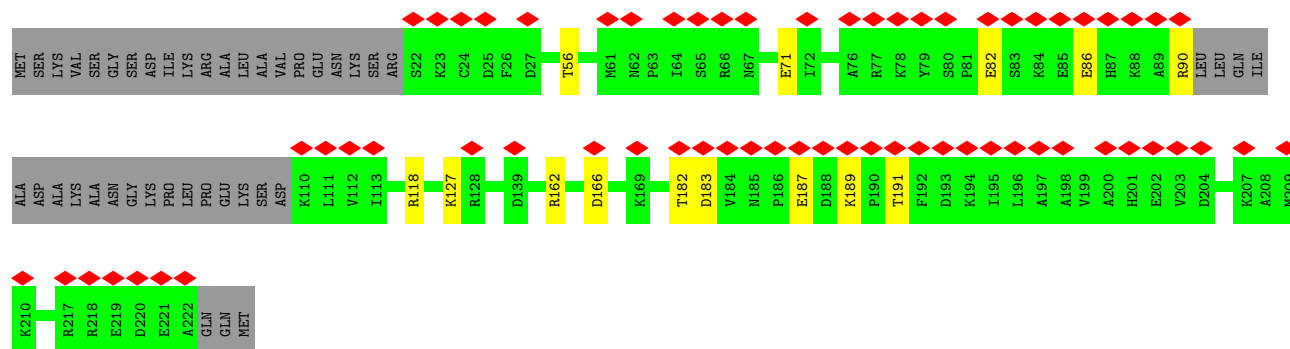 MET SER LYS VAL SER GLY SER ASP ILE LYS ARG ALA LEU ALA VAL PRO GLU ASN LYS SER ARG S22 K23 C24 D25 F26 D27 T56 M61 N62 P63 I64 S65 R66 N67 E71 I72 A76 R77 K78 Y79 S80 P81 E82 S83 K84 E85 E86 H87 K88 A89 R90 LEU LEU GLN ILE
ALA ASP ALA LYS ALA ASN GLY LYS PRO LEU PRO GLU LYS SER ASP K110 L111 V112 I113 R118 K127 R128 D139 R162 D166 K169 T182 D183 V184 N185 P186 E187 D188 K189 P190 T191 F192 D193 K194 I195 L196 A197 A198 V199 A200 H201 E202 V203 D204 K207 A208 M209
K210 R217 R218 E219 D220 E221 A222 GLN GLN MET